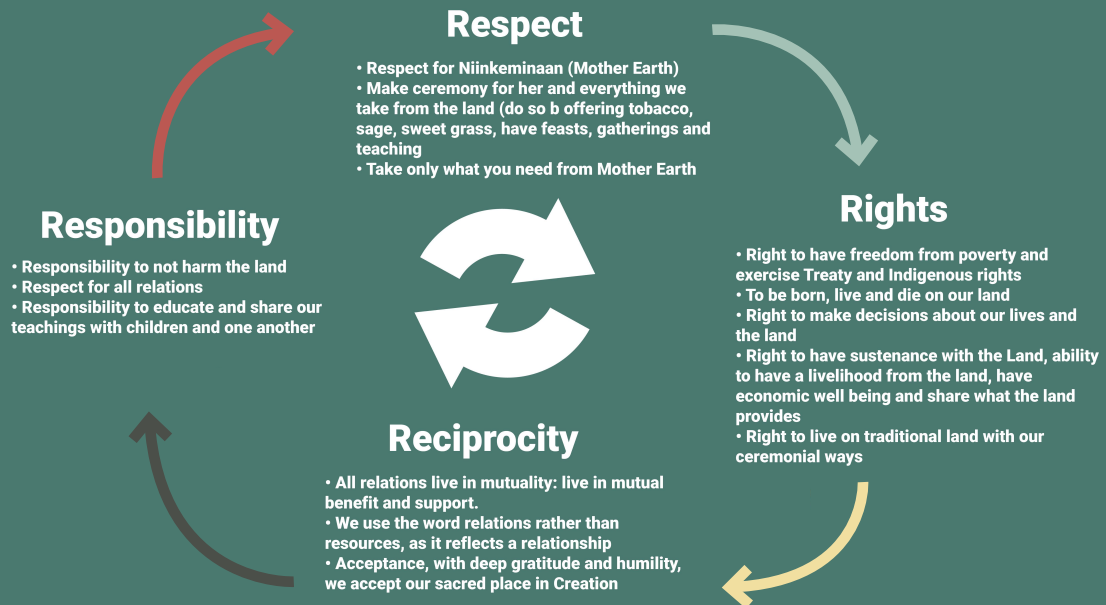 Respect
• Respect for Niinkeminaan (Mother Earth)
• Make ceremony for her and everything we
take from the land (do so b offering tobacco,
sage, sweet grass, have feasts, gatherings and
teaching
• Take only what you need from Mother Earth
Rights
• Right to have freedom from poverty and
exercise Treaty and Indigenous rights
• To be born, live and die on our land
• Right to make decisions about our lives and
the land
• Right to have sustenance with the Land, ability
to have a livelihood from the land, have
economic well being and share what the land
provides
• Right to live on traditional land with our
ceremonial ways
Reciprocity
• All relations live in mutuality: live in mutual
benefit and support.
• We use the word relations rather than
resources, as it reflects a relationship
• Acceptance, with deep gratitude and humility,
we accept our sacred place in Creation
Responsibility
• Responsibility to not harm the land
• Respect for all relations
• Responsibility to educate and share our
teachings with children and one another